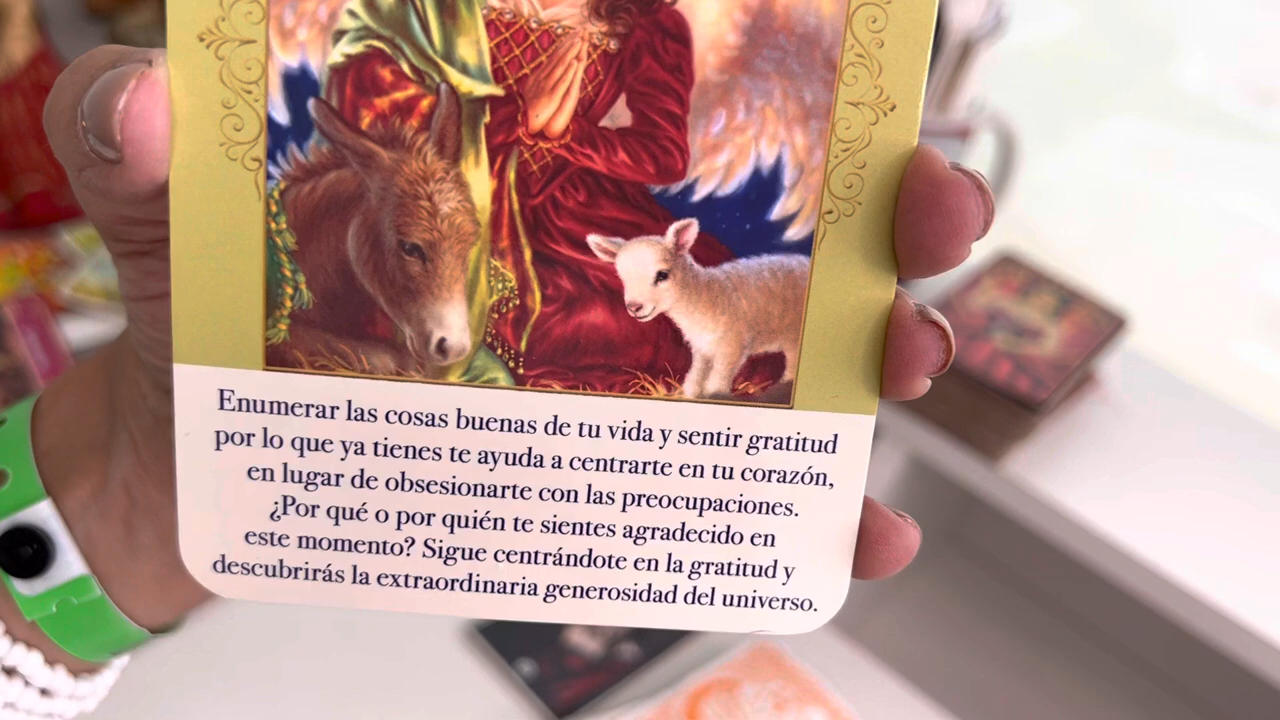 Enumerar las cosas buenas de tu vida y sentir gratitud
por lo que ya tienes te ayuda a centrarte en tu corazón,
en lugar de obsesionarte con las preocupaciones.
¿Por qué o por quién te sientes agradecido en
este momento? Sigue centrándote en la gratitud y
descubrirás la extraordinaria generosidad del universo.